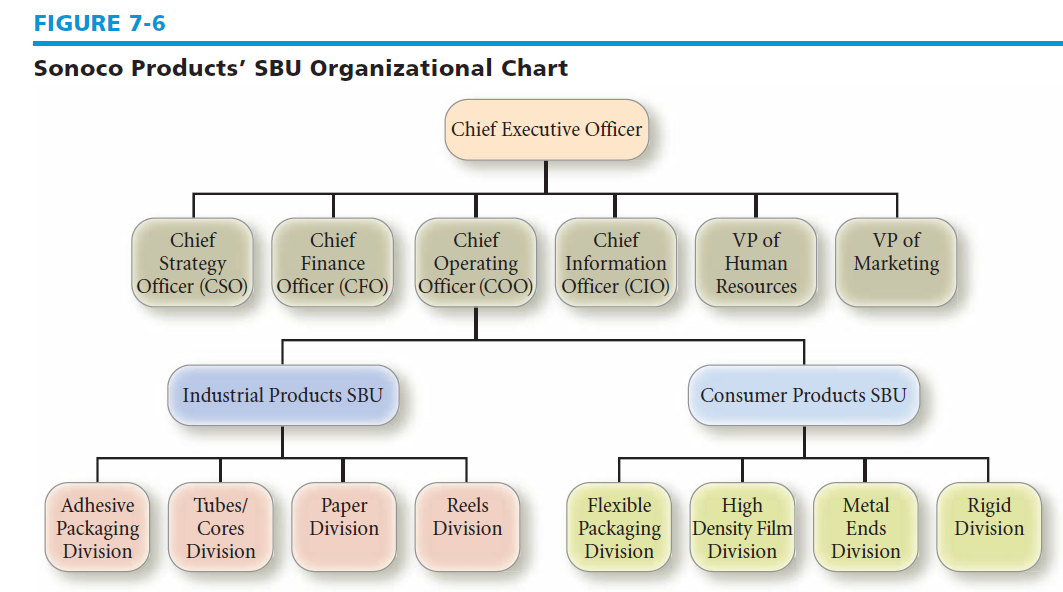 FIGURE 7-6
Sonoco Products’ SBU Organizational Chart
Chief Executive Officer
Chief
Strategy
Officer (CSO)
Chief
Finance
Officer (CFO)
Chief
Operating
Officer (COO)
Chief
Information
Officer (CIO)
VP of
Human
Resources
VP of
Marketing
Industrial Products SBU
Consumer Products SBU
Adhesive
Packaging
Division
Tubes/
Cores
Division
Paper
Division
Reels
Division
Flexible
Packaging
Division
High
Density Film
Division
Metal
Ends
Division
Rigid
Division